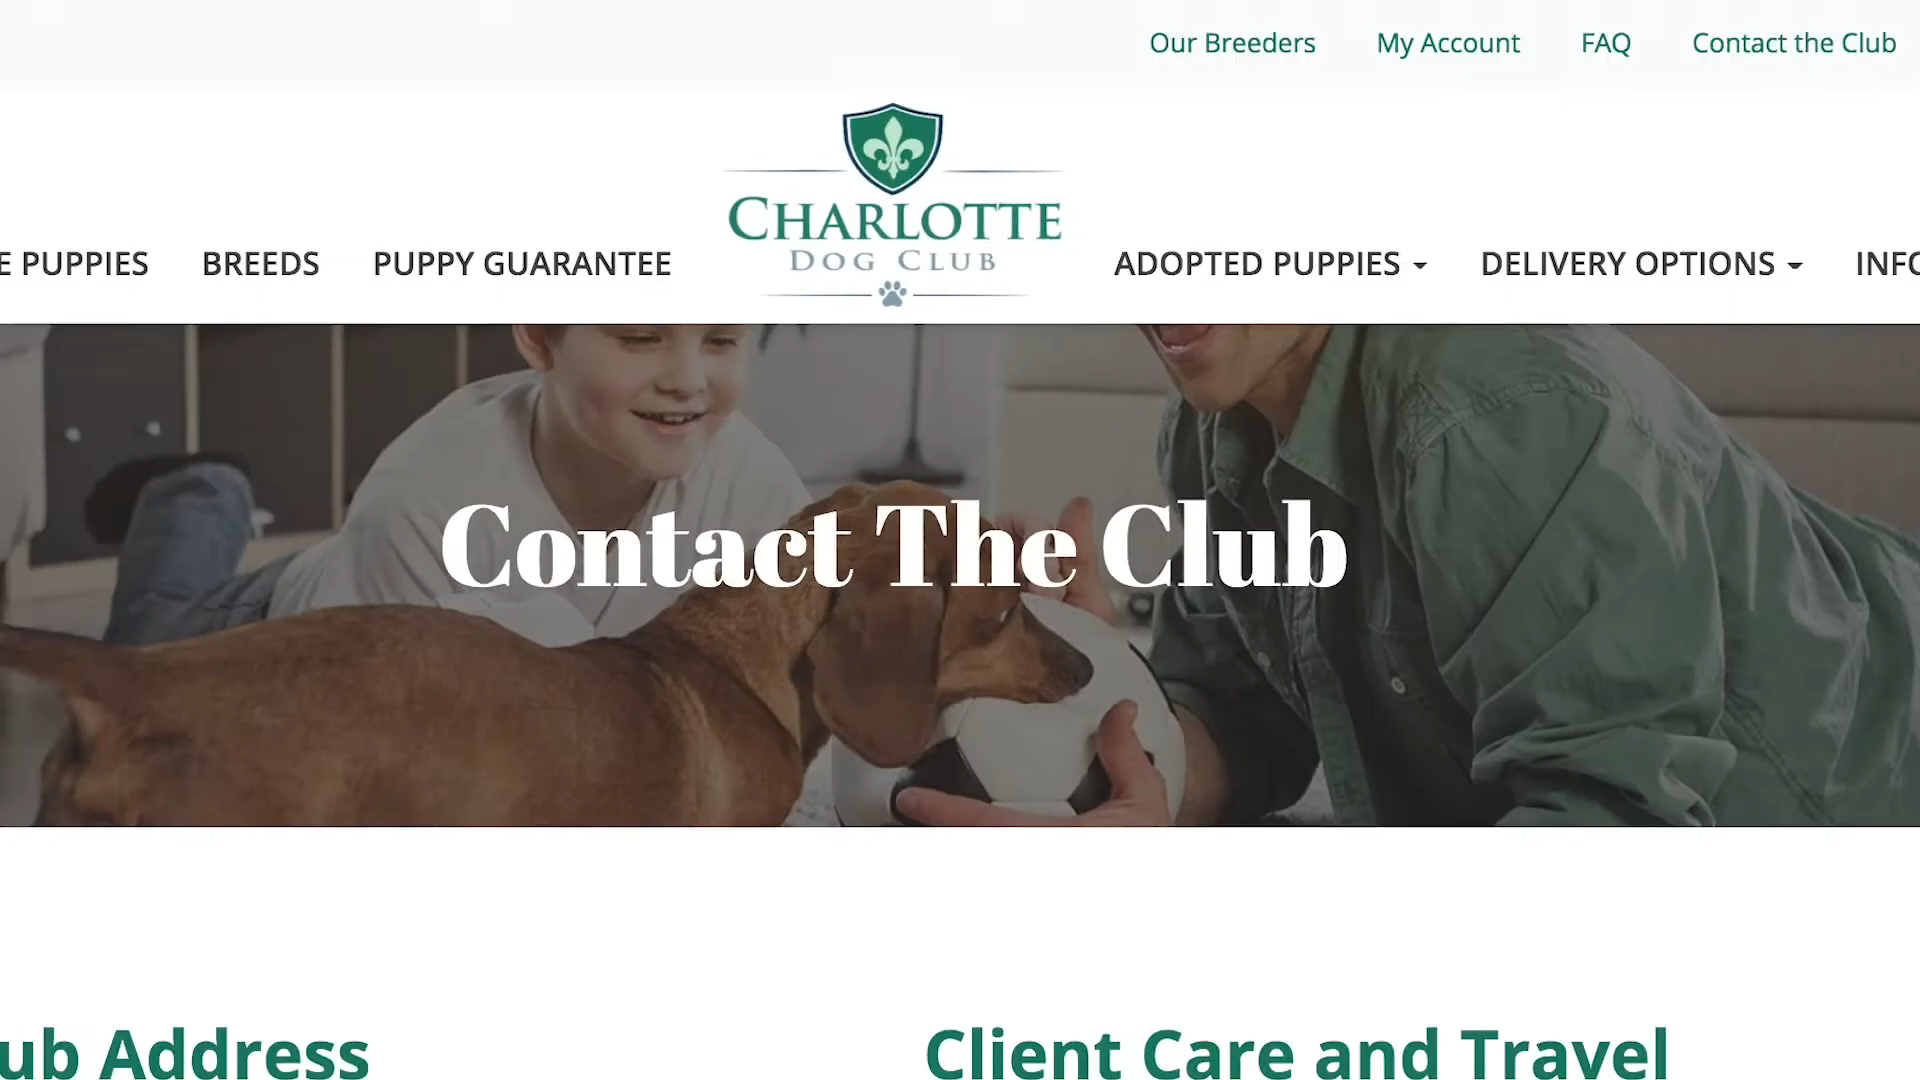 Our Breeders My Account FAQ Contact the Club
E PUPPIES BREEDS PUPPY GUARANTEE
CHARLOTTE
DOG CLUB
ADOPTED PUPPIES DELIVERY OPTIONS INFO
Contact The Club
ub Address
Client Care and Travel